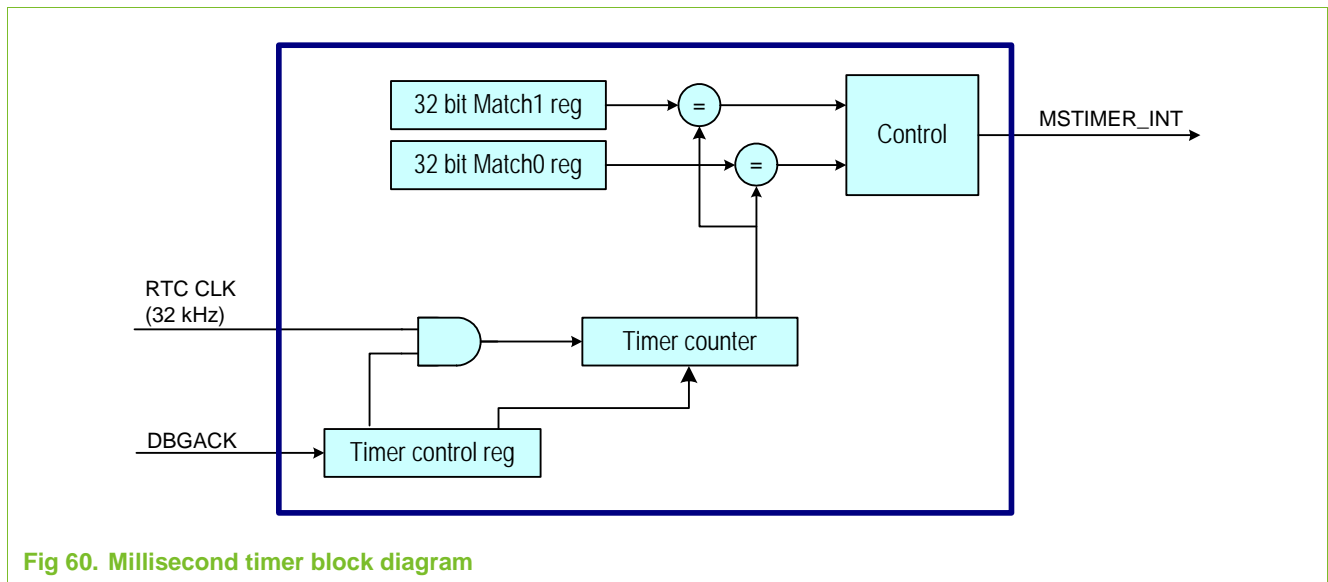 32 bit Match1 reg
=
Control
MSTIMER_INT
32 bit Match0 reg
=
RTC CLK
(32 kHz)
Timer counter
DBGACK
Timer control reg
Fig 60. Millisecond timer block diagram